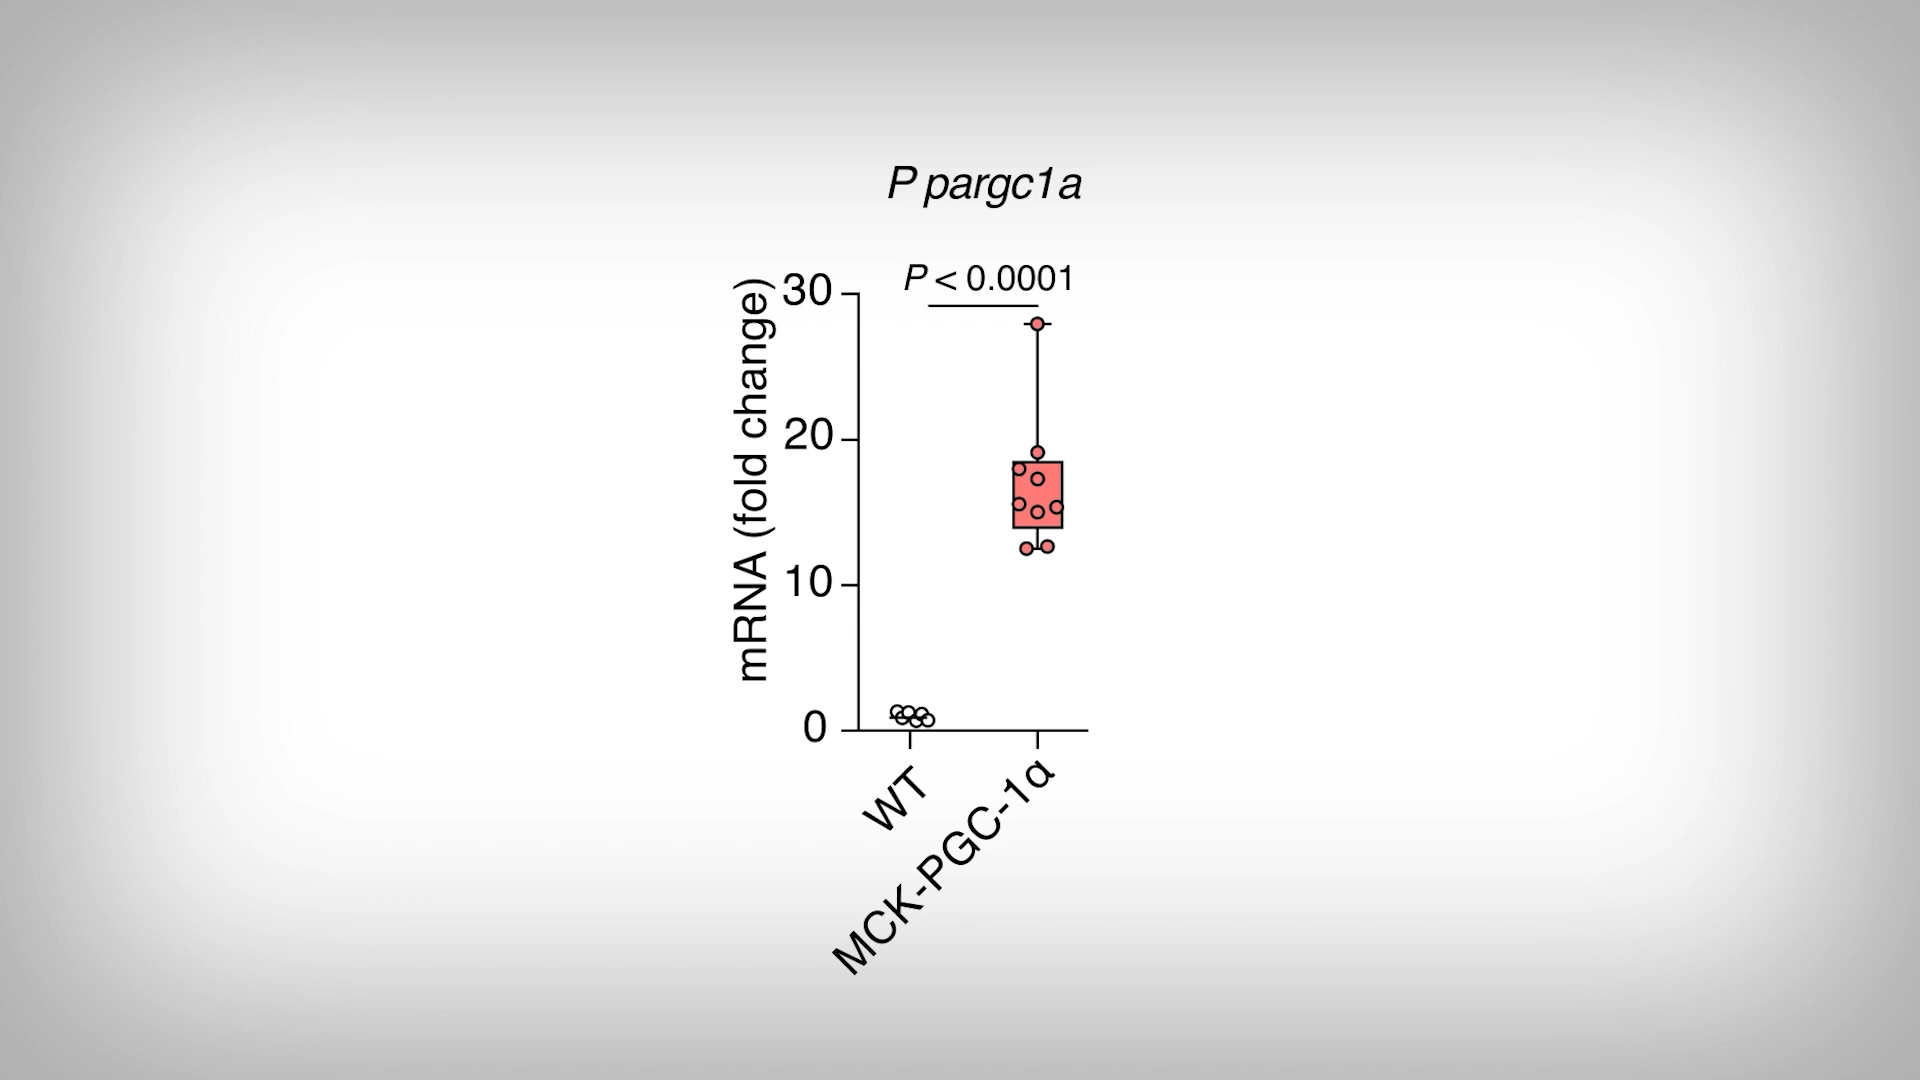 P pargc1a
P < 0.0001
mRNA (fold change)
30
20
10
0
WT
MCK-PGC-1α